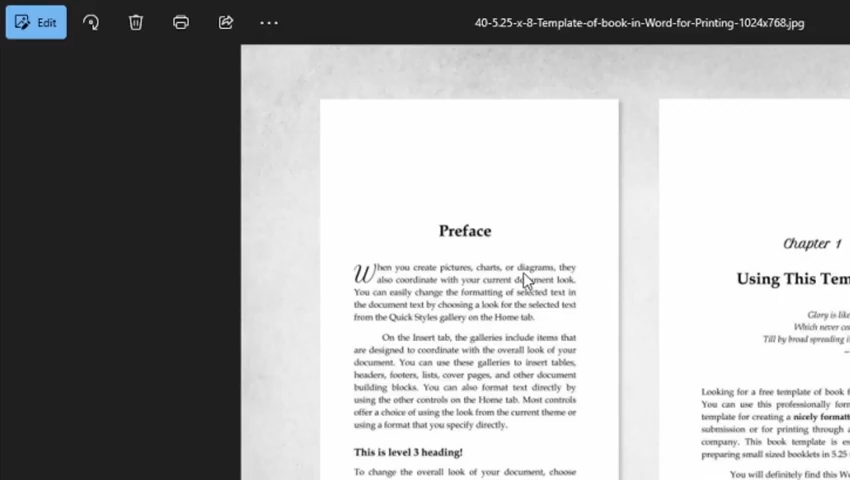 Edit
40-5.25-x-8-Template-of-book-in-Word-for-Printing-1024x768.jpg
Preface
When you create pictures, charts, or diagrams, they
also coordinate with your current document look.
You can easily change the formatting of selected text in
the document text by choosing a look for the selected text
from the Quick Styles gallery on the Home tab.
On the Insert tab, the galleries include items that
are designed to coordinate with the overall look of your
document. You can use these galleries to insert tables,
headers, footers, lists, cover pages, and other document
building blocks. You can also format text directly by
using the other controls on the Home tab. Most controls
offer a choice of using the look from the current theme or
using a format that you specify directly.
This is level 3 heading!
To change the overall look of your document, choose
Chapter 1
Using This Tem
Glory is like
Which never ce
Till by broad spreading i
Looking for a free template of book f
You can use this professionally form
template for creating a nicely formatt
submission or for printing through a
company. This book template is es
preparing small sized booklets in 5.25
You will definitely find this W